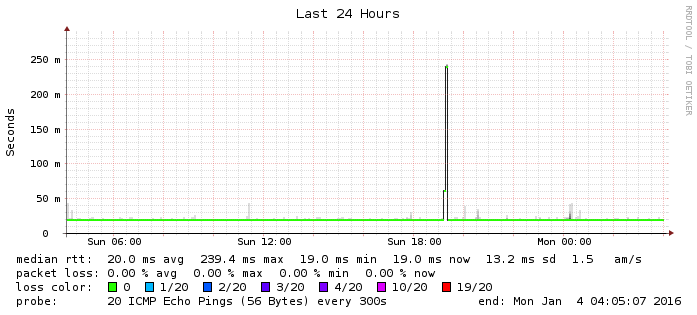 Last 24 Hours
RRDTOOL / TOBI OETIKER
Seconds
250 m
200 m
150 m
100 m
50 m
0
Sun 06:00 Sun 12:00 Sun 18:00 Mon 00:00
median rtt: 20.0 ms avg 239.4 ms max 19.0 ms min 19.0 ms now 13.2 ms sd 1.5 am/s
packet loss: 0.00 % avg 0.00 % max 0.00 % min 0.00 % now
loss color: 0 1/20 2/20 3/20 4/20 10/20 19/20
probe: 20 ICMP Echo Pings (56 Bytes) every 300s end: Mon Jan 4 04:05:07 2016